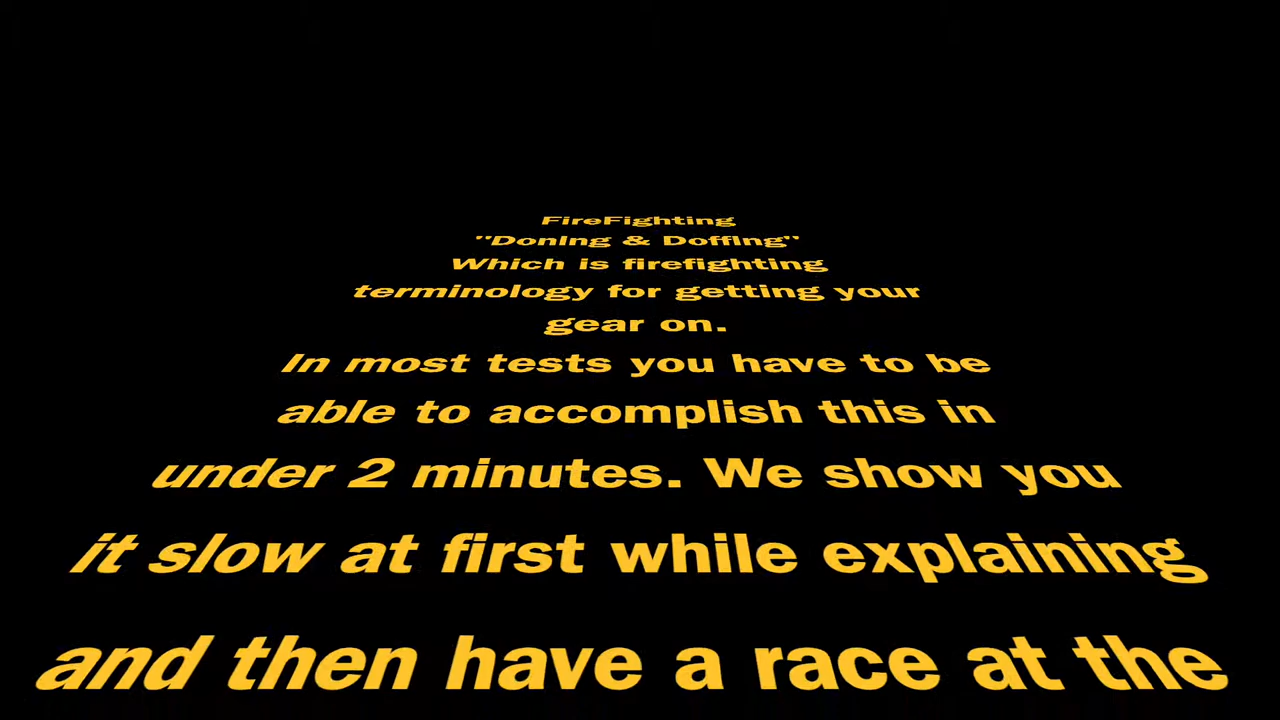 FireFighting
"Doning & Doffing"
Which is firefighting
terminology for getting your
gear on.
In most tests you have to be
able to accomplish this in
under 2 minutes. We show you
it slow at first while explaining
and then have a race at the